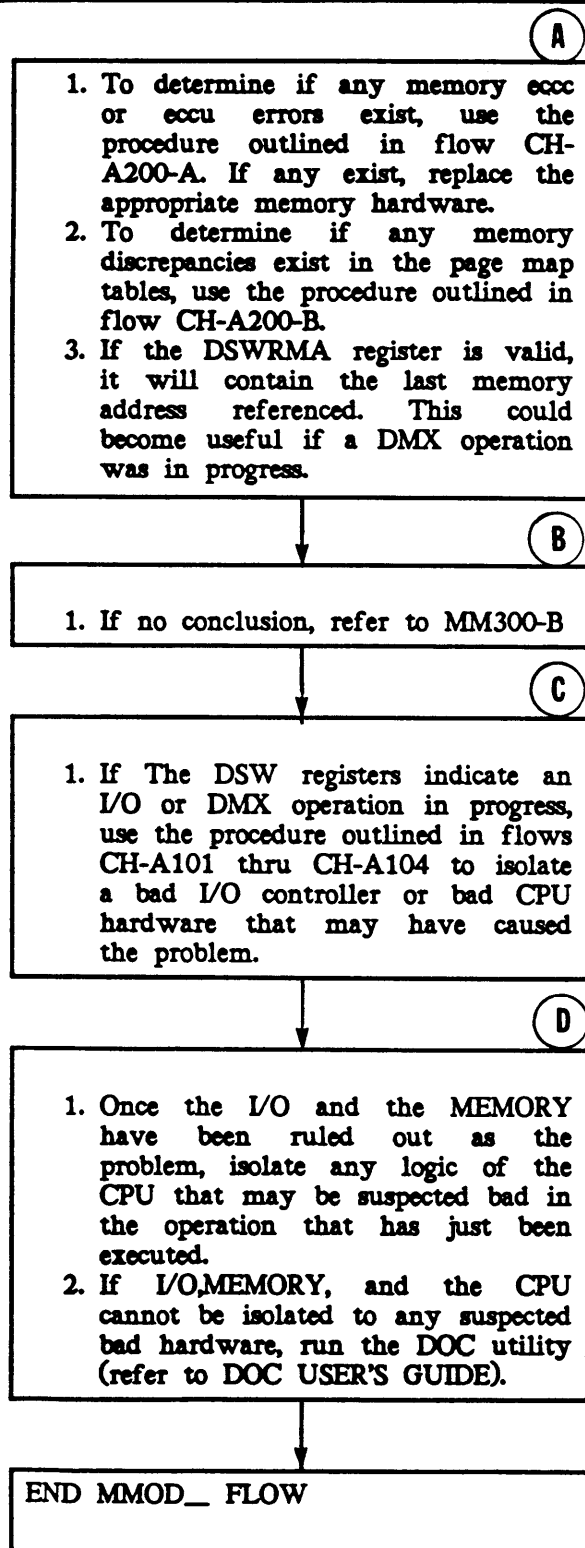 A
1. To determine if any memory eccc
or eccu errors exist, use the
procedure outlined in flow CH-
A200-A. If any exist, replace the
appropriate memory hardware.
2. To determine if any memory
discrepancies exist in the page map
tables, use the procedure outlined in
flow CH-A200-B.
3. If the DSWRMA register is valid,
it will contain the last memory
address referenced. This could
become useful if a DMX operation
was in progress.
B
1. If no conclusion, refer to MM300-B
C
1. If The DSW registers indicate an
I/O or DMX operation in progress,
use the procedure outlined in flows
CH-A101 thru CH-A104 to isolate
a bad I/O controller or bad CPU
hardware that may have caused
the problem.
D
1. Once the I/O and the MEMORY
have been ruled out as the
problem, isolate any logic of the
CPU that may be suspected bad in
the operation that has just been
executed.
2. If I/O,MEMORY, and the CPU
cannot be isolated to any suspected
bad hardware, run the DOC utility
(refer to DOC USER'S GUIDE).
END MMOD__ FLOW